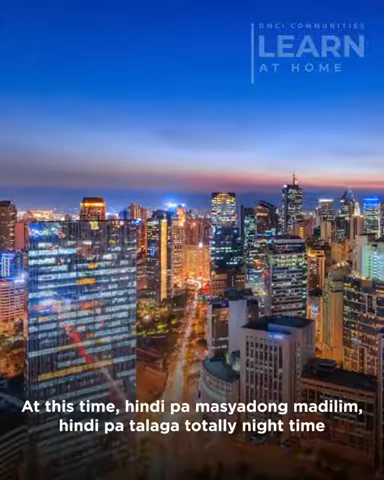 DMCI COMMUNITIES
LEARN
AT HOME
At this time, hindi pa masyadong madilim,
hindi pa talaga totally night time